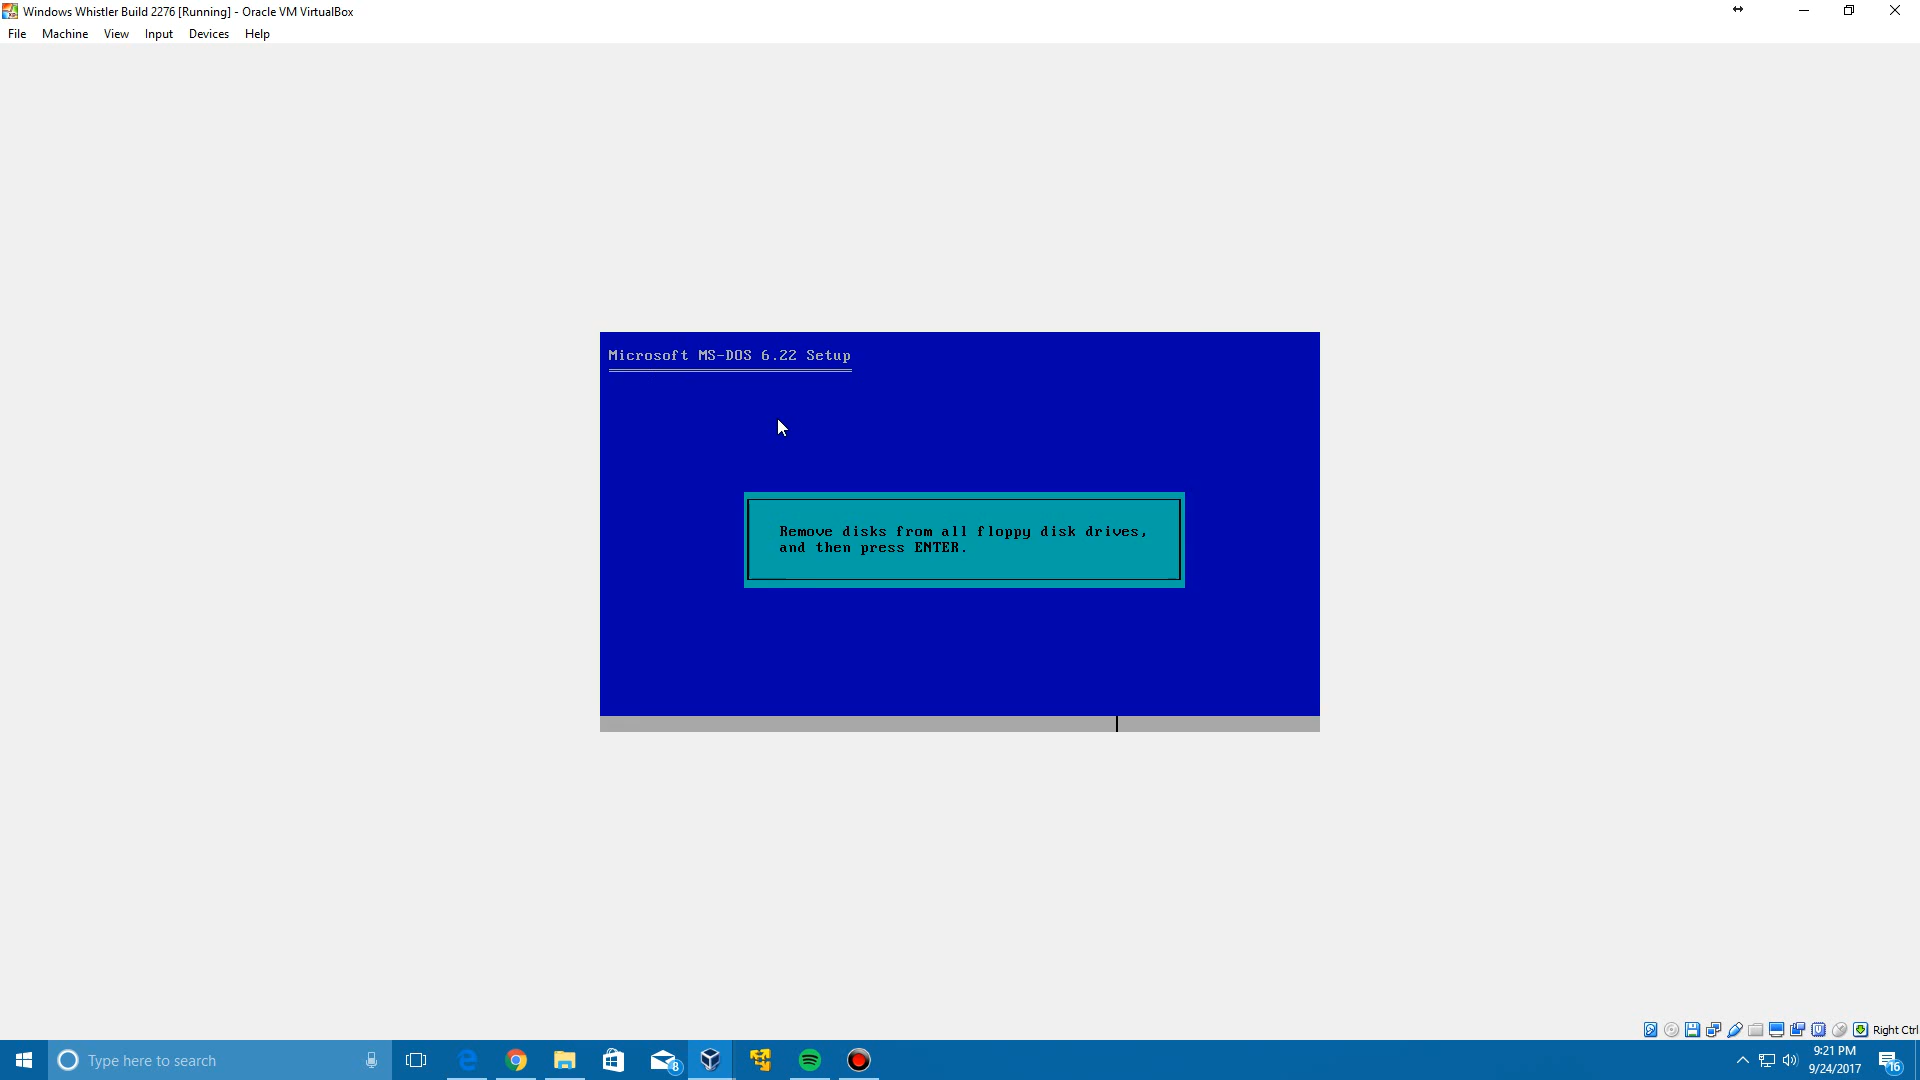 Windows Whistler Build 2276 [Running] - Oracle VM VirtualBox
File Machine View Input Devices Help
Microsoft MS-DOS 6.22 Setup
Remove disks from all floppy disk drives,
and then press ENTER.
Right Ctrl
Type here to search
8
9:21 PM
9/24/2017
16